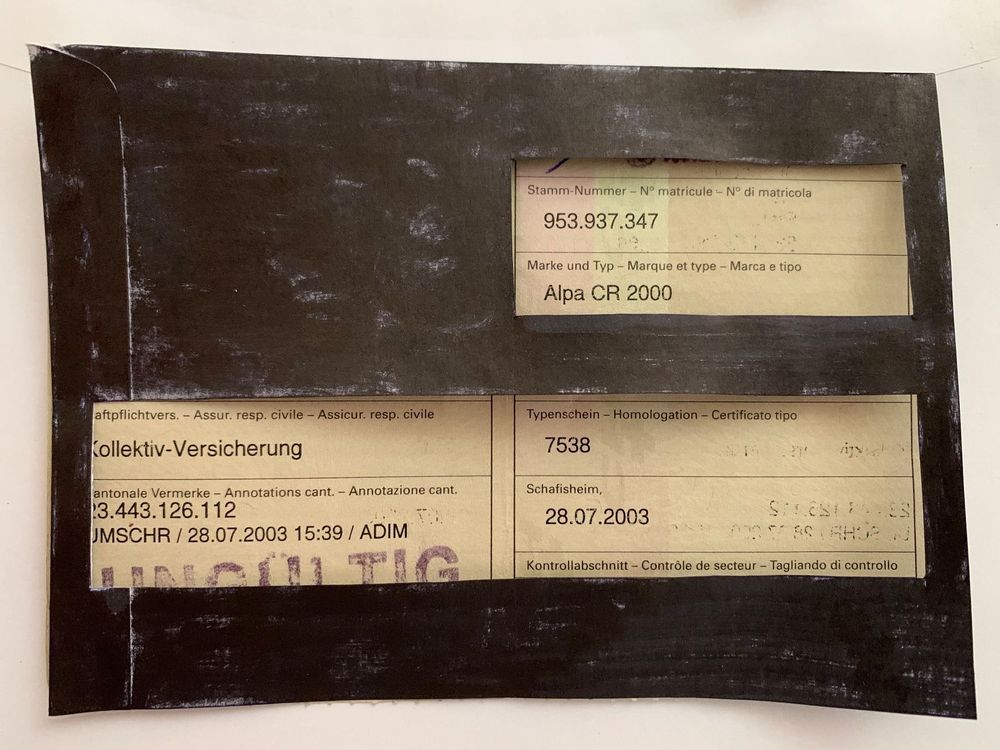 Stamm-Nummer – Nº matricule – Nº di matricola
953.937.347
Marke und Typ – Marque et type – Marca e tipo
Alpa CR 2000
aftpflichtvers. – Assur. resp. civile – Assicur. resp. civile
Kollektiv-Versicherung
antonale Vermerke – Annotations cant. – Annotazione cant.
23.443.126.112
UMSCHR / 28.07.2003 15:39 / ADIM
UNGÜLTIG
Typenschein – Homologation – Certificato tipo
7538
Schafisheim,
28.07.2003
Kontrollabschnitt – Contrôle de secteur – Tagliando di controllo